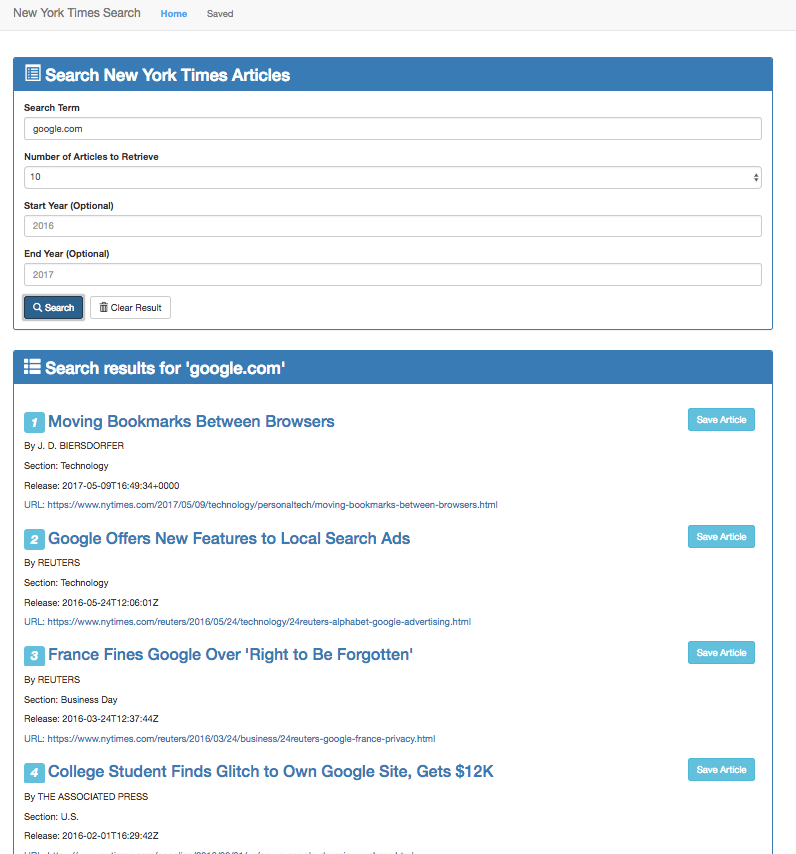 New York Times Search Home Saved
Search New York Times Articles
Search Term
google.com
Number of Articles to Retrieve
10
Start Year (Optional)
2016
End Year (Optional)
2017
Search Clear Result
Search results for 'google.com'
1 Moving Bookmarks Between Browsers Save Article
By J. D. BIERSDORFER
Section: Technology
Release: 2017-05-09T16:49:34+0000
URL: https://www.nytimes.com/2017/05/09/technology/personaltech/moving-bookmarks-between-browsers.html
2 Google Offers New Features to Local Search Ads Save Article
By REUTERS
Section: Technology
Release: 2016-05-24T12:06:01Z
URL: https://www.nytimes.com/reuters/2016/05/24/technology/24reuters-alphabet-google-advertising.html
3 France Fines Google Over 'Right to Be Forgotten' Save Article
By REUTERS
Section: Business Day
Release: 2016-03-24T12:37:44Z
URL: https://www.nytimes.com/reuters/2016/03/24/business/24reuters-google-france-privacy.html
4 College Student Finds Glitch to Own Google Site, Gets $12K Save Article
By THE ASSOCIATED PRESS
Section: U.S.
Release: 2016-02-01T16:29:42Z